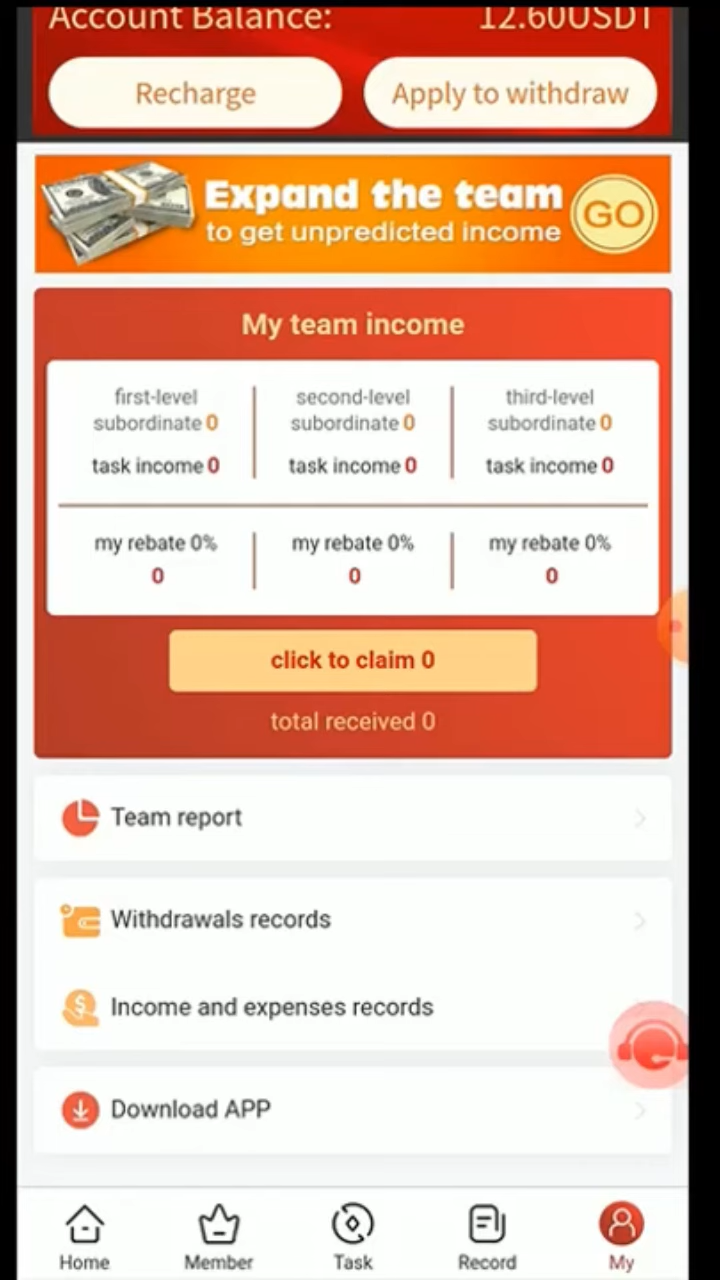 Account Balance: 12.60USDT
Recharge
Apply to withdraw
Expand the team
to get unpredicted income
GO
My team income
first-level
subordinate 0
task income 0
second-level
subordinate 0
task income 0
third-level
subordinate 0
task income 0
my rebate 0%
0
my rebate 0%
0
my rebate 0%
0
click to claim 0
total received 0
Team report
Withdrawals records
Income and expenses records
Download APP
Home
Member
Task
Record
My